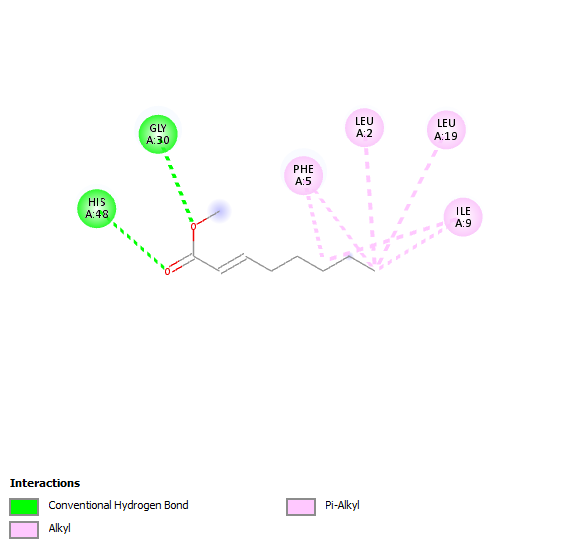 GLY
A:30
LEU
A:2
LEU
A:19
PHE
A:5
HIS
A:48
ILE
A:9
O
O
Interactions
Conventional Hydrogen Bond
Pi-Alkyl
Alkyl